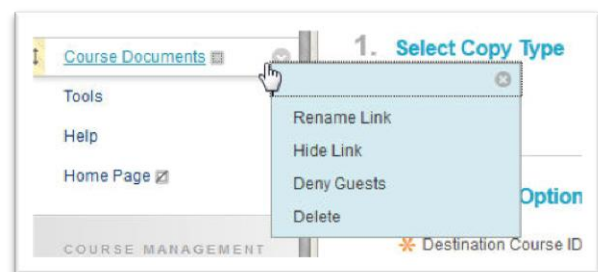 Course Documents
Tools
Help
Home Page
COURSE MANAGEMENT
1. Select Copy Type
Rename Link
Hide Link
Deny Guests
Delete
Option
Destination Course ID